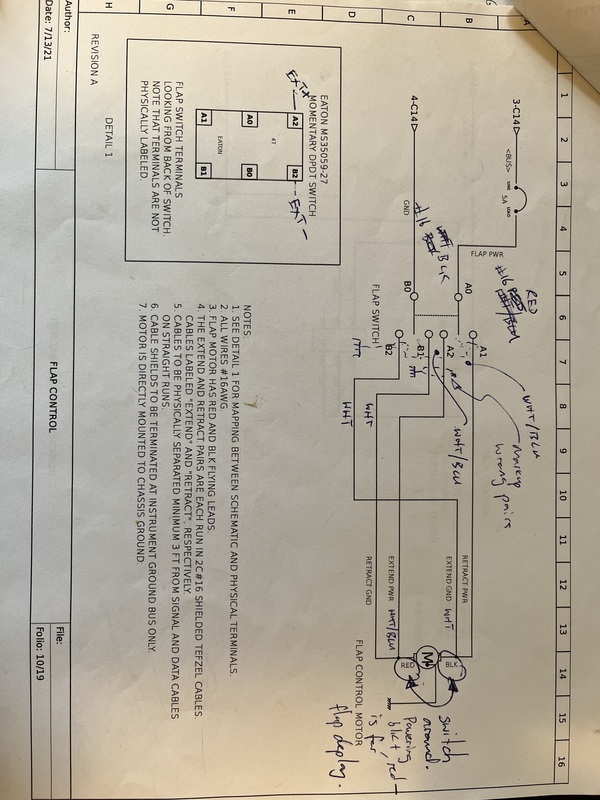 A
B
C
D
E
F
G
H
1
2
3
4
5
6
7
8
9
10
11
12
13
14
15
16
3-C14
<BUS>
LINE
5A
LOAD
FLAP PWR
#16
RED
A0
A1
A2
WHT/BLU
Markup
wrong pairs
WHT/BLU
4-C14
GND
#16
BLK
B0
B1
B2
FLAP SWITCH
WHT
WHT
RETRACT PWR
EXTEND GND WHT
EXTEND PWR WHT/BLU
RETRACT GND
BLK
M
RED
FLAP CONTROL MOTOR
Switch
around.
Powering
blk+, red-
is for
flap deploy.
EATON MS35059-27
MOMENTARY DPDT SWITCH
EXT -
A2
B2
4T
A0
B0
EATON
A1
B1
FLAP SWITCH TERMINALS
LOOKING FROM BACK OF SWITCH.
NOTE THAT TERMINALS ARE NOT
PHYSICALLY LABELED.
DETAIL 1
NOTES:
1. SEE DETAIL 1 FOR MAPPING BETWEEN SCHEMATIC AND PHYSICAL TERMINALS.
2. ALL WIRES #16AWG.
3. FLAP MOTOR HAS RED AND BLK FLYING LEADS.
4. THE EXTEND AND RETRACT PAIRS ARE EACH RUN IN 2C#16 SHIELDED TEFZEL CABLES.
CABLES LABELED "EXTEND" AND "RETRACT", RESPECTIVELY.
5. CABLES TO BE PHYSICALLY SEPARATED MINIMUM 3 FT FROM SIGNAL AND DATA CABLES
ON STRAIGHT RUNS.
6. CABLE SHIELDS TO BE TERMINATED AT INSTRUMENT GROUND BUS ONLY.
7. MOTOR IS DIRECTLY MOUNTED TO CHASSIS GROUND.
REVISION A
Author:
Date: 7/13/21
FLAP CONTROL
File:
Folio: 10/19